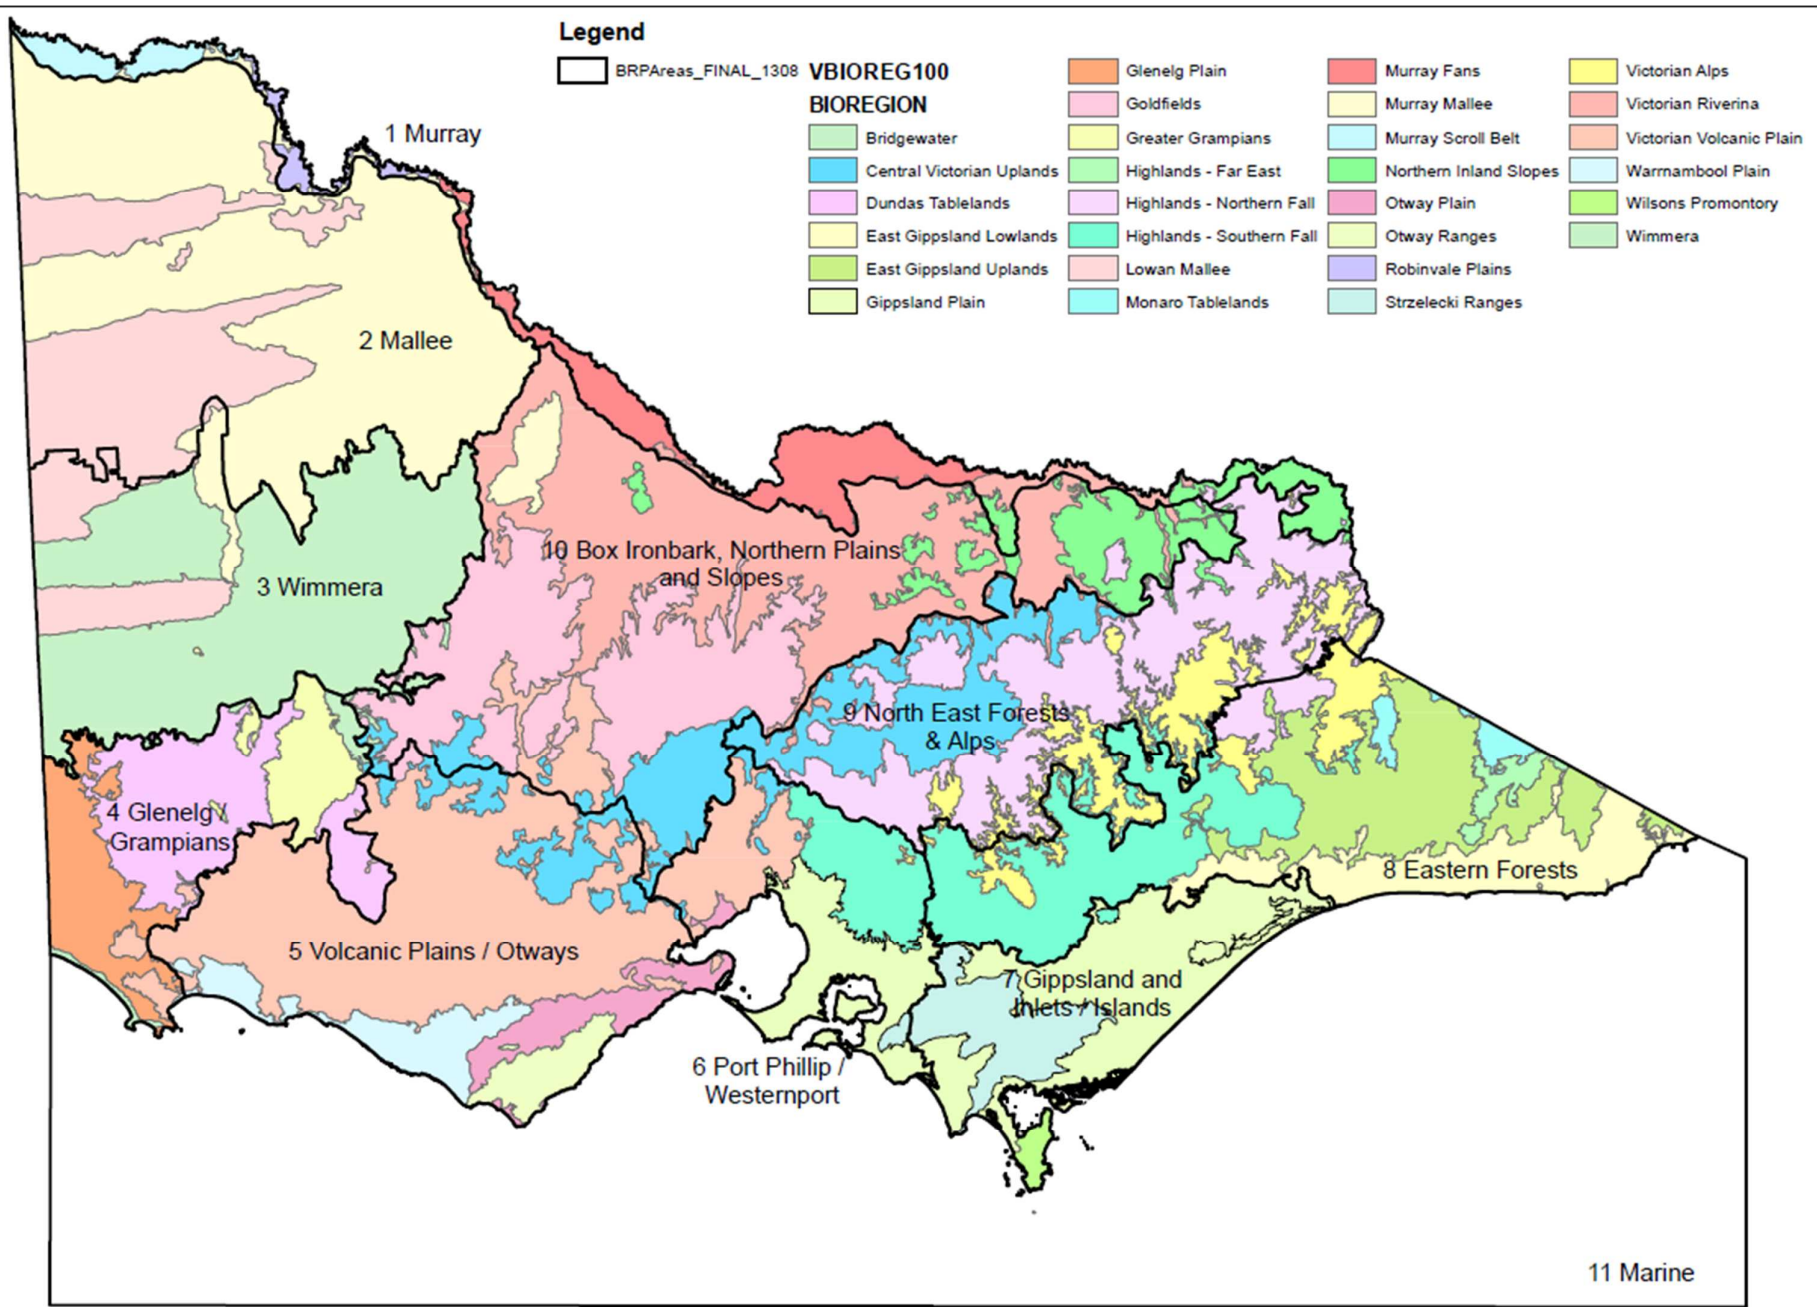 Legend
BRPAreas_FINAL_1308
VBIOREG100
BIOREGION
Bridgewater
Central Victorian Uplands
Dundas Tablelands
East Gippsland Lowlands
East Gippsland Uplands
Gippsland Plain
Glenelg Plain
Goldfields
Greater Grampians
Highlands - Far East
Highlands - Northern Fall
Highlands - Southern Fall
Lowan Mallee
Monaro Tablelands
Murray Fans
Murray Mallee
Murray Scroll Belt
Northern Inland Slopes
Otway Plain
Otway Ranges
Robinvale Plains
Strzelecki Ranges
Victorian Alps
Victorian Riverina
Victorian Volcanic Plain
Warrnambool Plain
Wilsons Promontory
Wimmera
1 Murray
2 Mallee
3 Wimmera
10 Box Ironbark, Northern Plains
and Slopes
9 North East Forests
& Alps
4 Glenelg /
Grampians
8 Eastern Forests
5 Volcanic Plains / Otways
7 Gippsland and
Inlets / Islands
6 Port Phillip /
Westernport
11 Marine